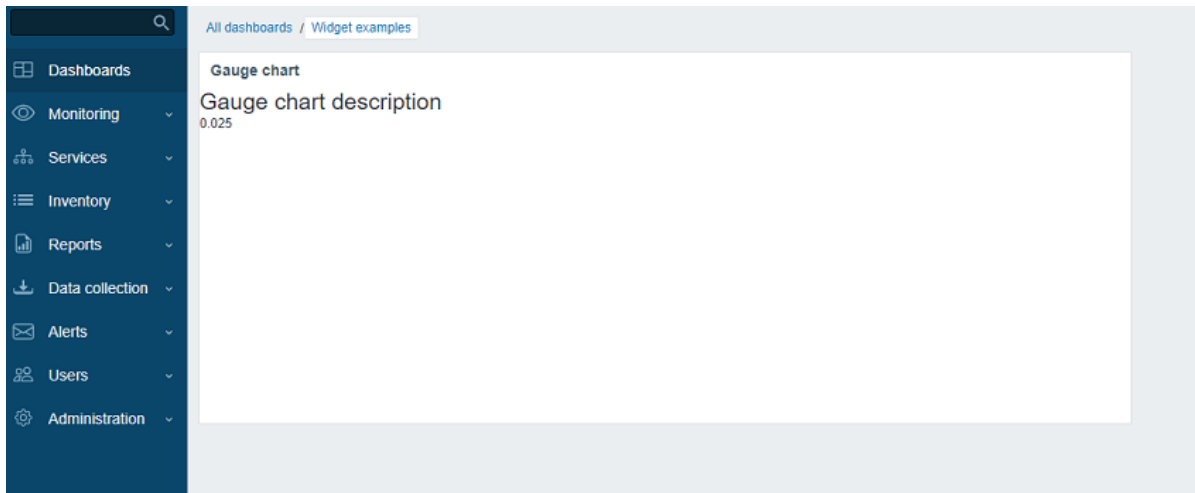 All dashboards / Widget examples
Dashboards
Monitoring
Services
Inventory
Reports
Data collection
Alerts
Users
Administration
Gauge chart
Gauge chart description
0.025